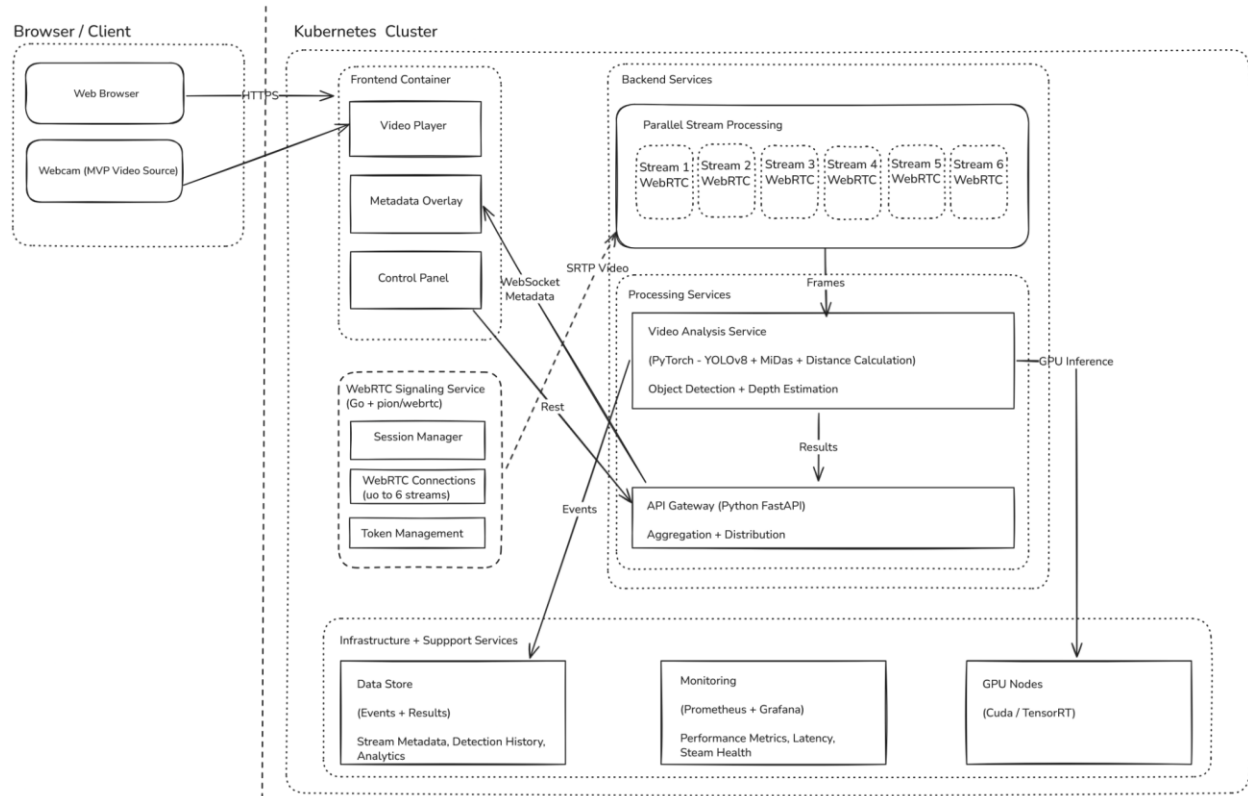 Browser / Client
Kubernetes Cluster
Web Browser
Webcam (MVP Video Source)
HTTPS
Frontend Container
Video Player
Metadata Overlay
Control Panel
WebRTC Signaling Service
(Go + pion/webrtc)
Session Manager
WebRTC Connections
(uo to 6 streams)
Token Management
SRTP Video
WebSocket
Metadata
Rest
Events
Backend Services
Parallel Stream Processing
Stream 1
WebRTC
Stream 2
WebRTC
Stream 3
WebRTC
Stream 4
WebRTC
Stream 5
WebRTC
Stream 6
WebRTC
Frames
Processing Services
Video Analysis Service
(PyTorch - YOLOv8 + MiDas + Distance Calculation)
Object Detection + Depth Estimation
GPU Inference
Results
API Gateway (Python FastAPI)
Aggregation + Distribution
Infrastructure + Suppport Services
Data Store
(Events + Results)
Stream Metadata, Detection History,
Analytics
Monitoring
(Prometheus + Grafana)
Performance Metrics, Latency,
Steam Health
GPU Nodes
(Cuda / TensorRT)